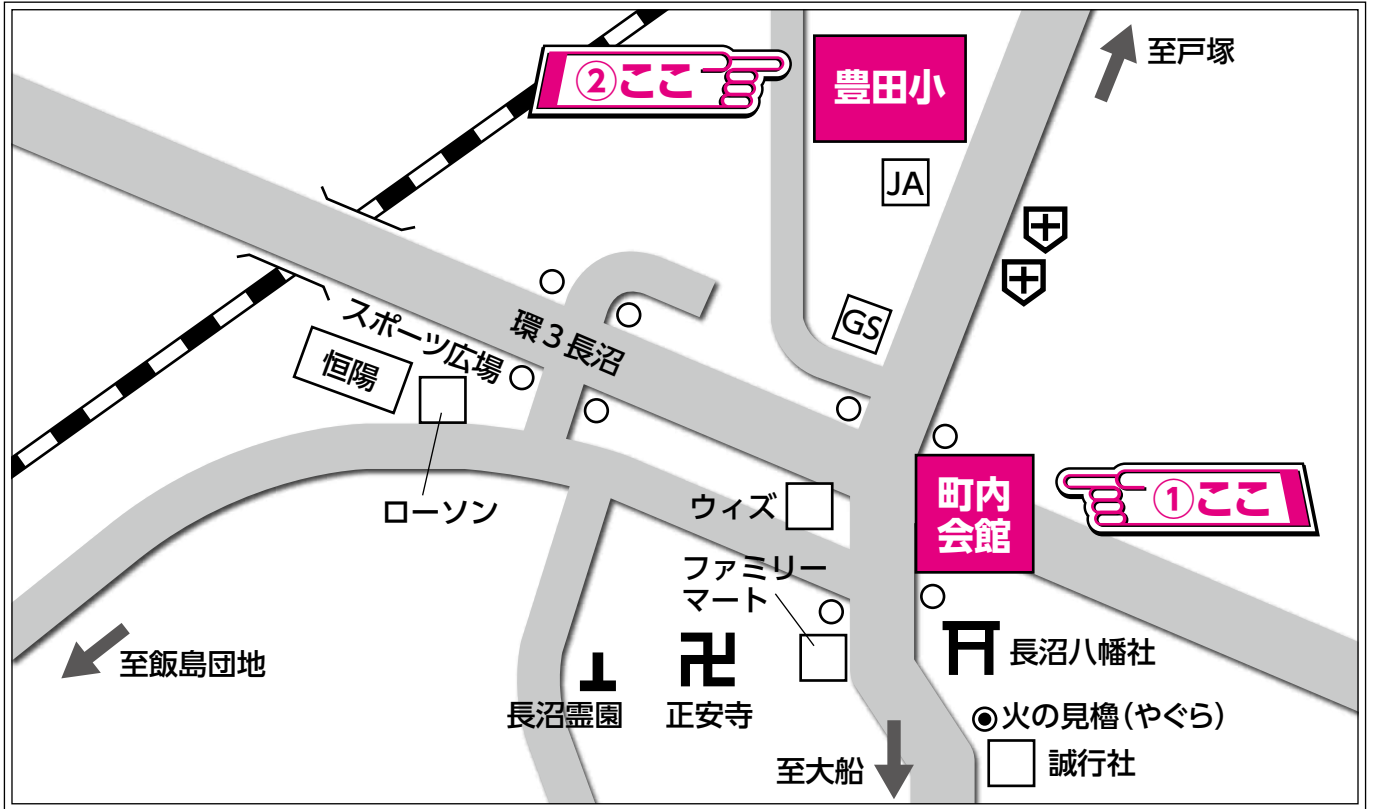 ②ここ
豊田小
至戸塚
JA
GS
スポーツ広場
環3長沼
恒陽
ローソン
ウィズ
町内
会館
①ここ
ファミリー
マート
至飯島団地
長沼霊園
正安寺
長沼八幡社
火の見櫓(やぐら)
誠行社
至大船